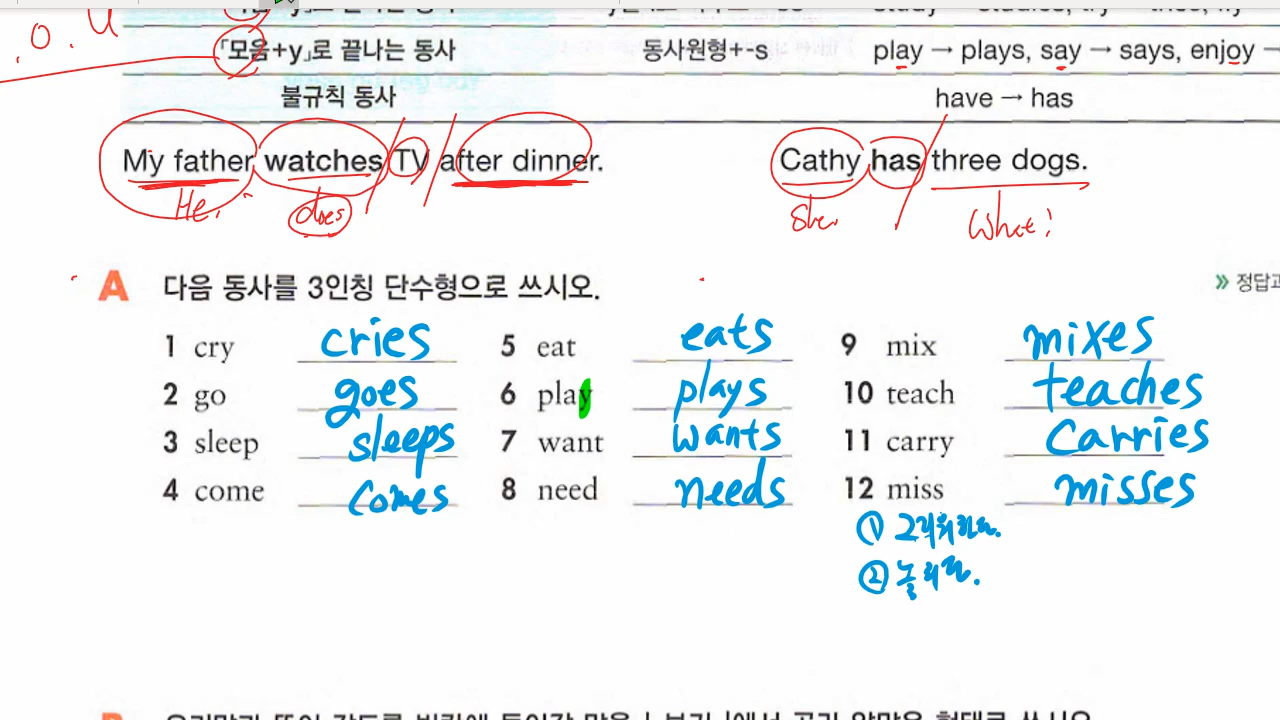 o. u
「모음+y」로 끝나는 동사 동사원형+-s play → plays, say → says, enjoy →
불규칙 동사 have → has
My father watches TV after dinner. Cathy has three dogs.
He. does She. What?
A 다음 동사를 3인칭 단수형으로 쓰시오. » 정답과
1 cry cries 5 eat eats 9 mix mixes
2 go goes 6 play plays 10 teach teaches
3 sleep sleeps 7 want wants 11 carry carries
4 come comes 8 need needs 12 miss misses
① 그리워하다.
② 놓치다.